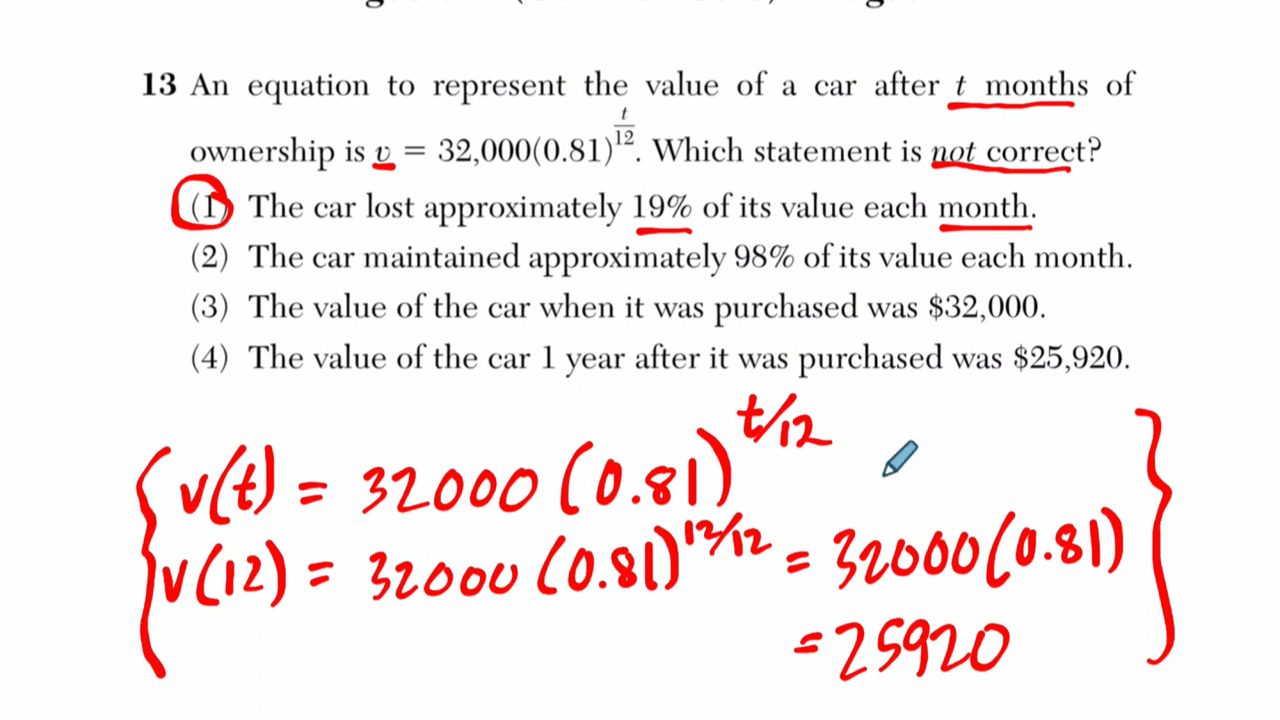 13 An equation to represent the value of a car after t months of
ownership is v = 32,000(0.81)^(t/12). Which statement is not correct?
(1) The car lost approximately 19% of its value each month.
(2) The car maintained approximately 98% of its value each month.
(3) The value of the car when it was purchased was $32,000.
(4) The value of the car 1 year after it was purchased was $25,920.
{ v(t) = 32000 (0.81)^t/12 }
v(12) = 32000 (0.81)^12/12 = 32000 (0.81)
= 25920